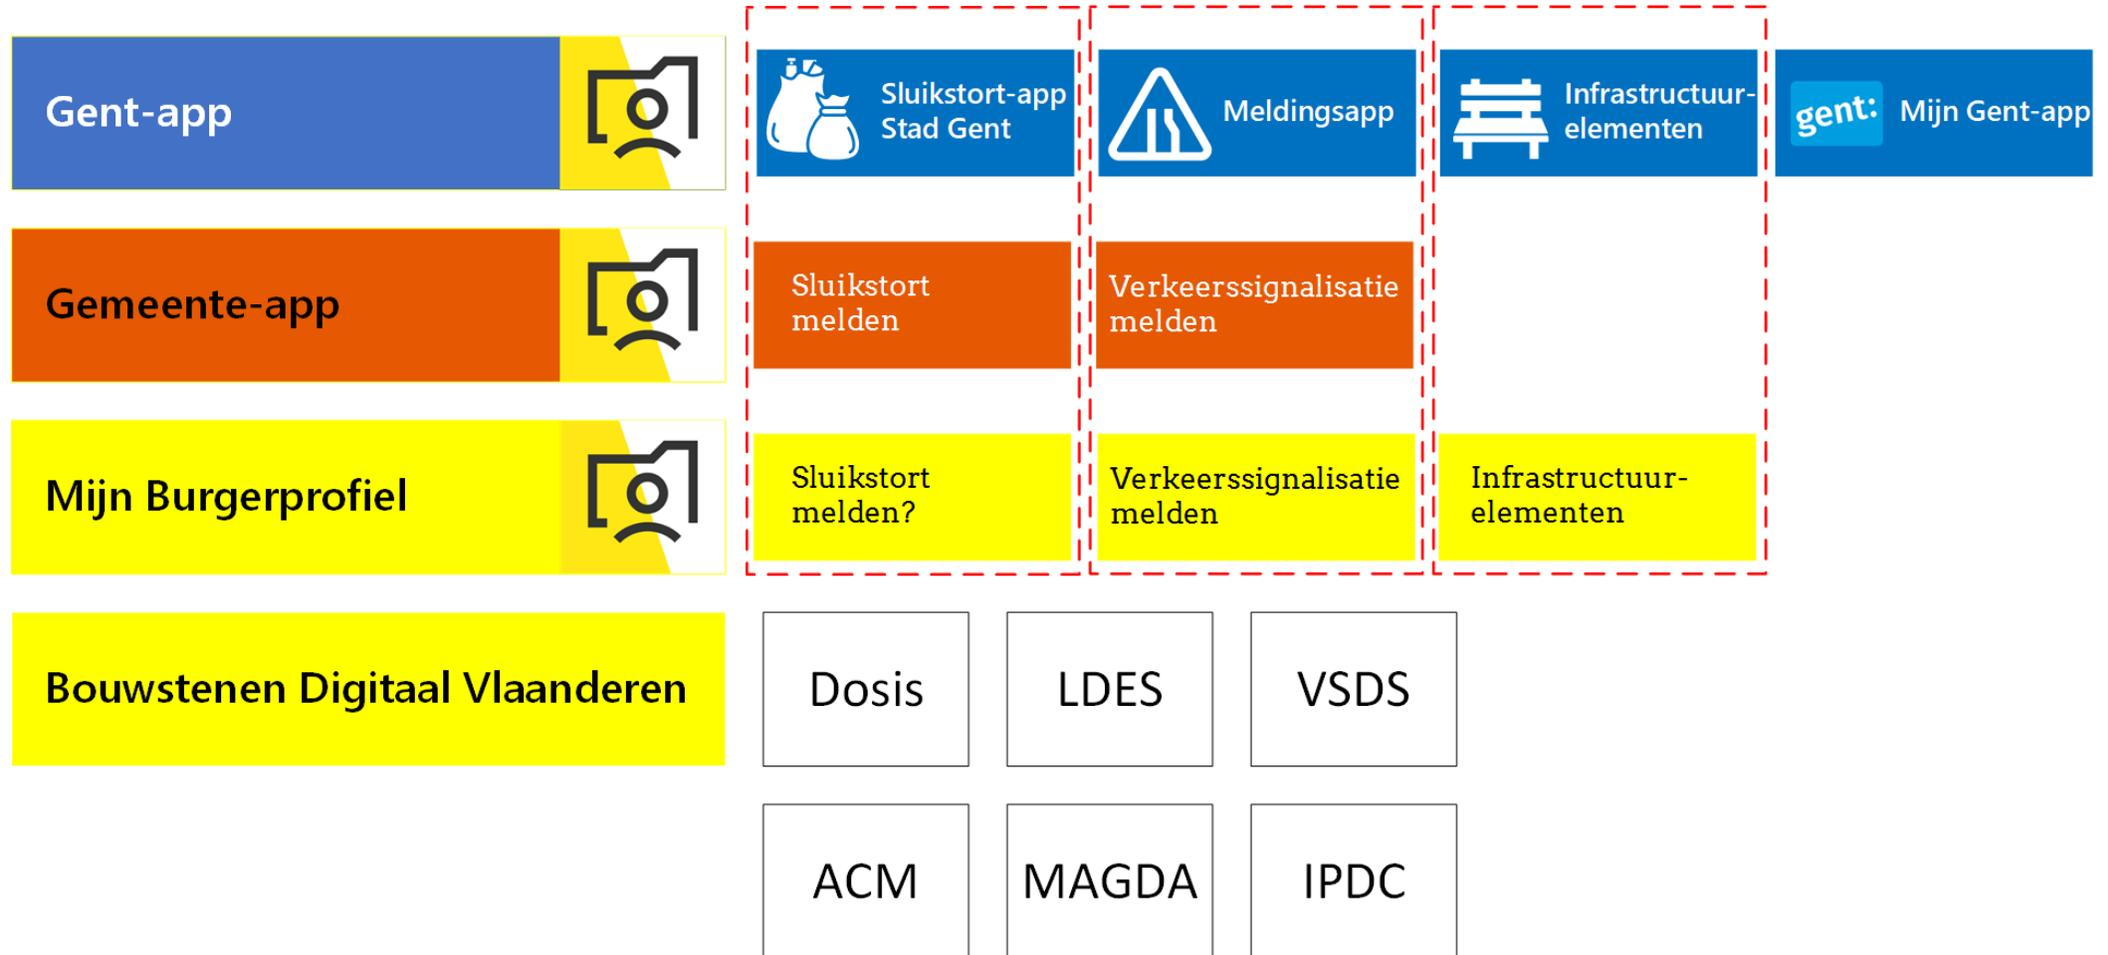 Gent-app
Sluikstort-app
Stad Gent
Meldingsapp
Infrastructuur-
elementen
gent:
Mijn Gent-app
Gemeente-app
Sluikstort
melden
Verkeerssignalisatie
melden
Mijn Burgerprofiel
Sluikstort
melden?
Verkeerssignalisatie
melden
Infrastructuur-
elementen
Bouwstenen Digitaal Vlaanderen
Dosis
LDES
VSDS
ACM
MAGDA
IPDC